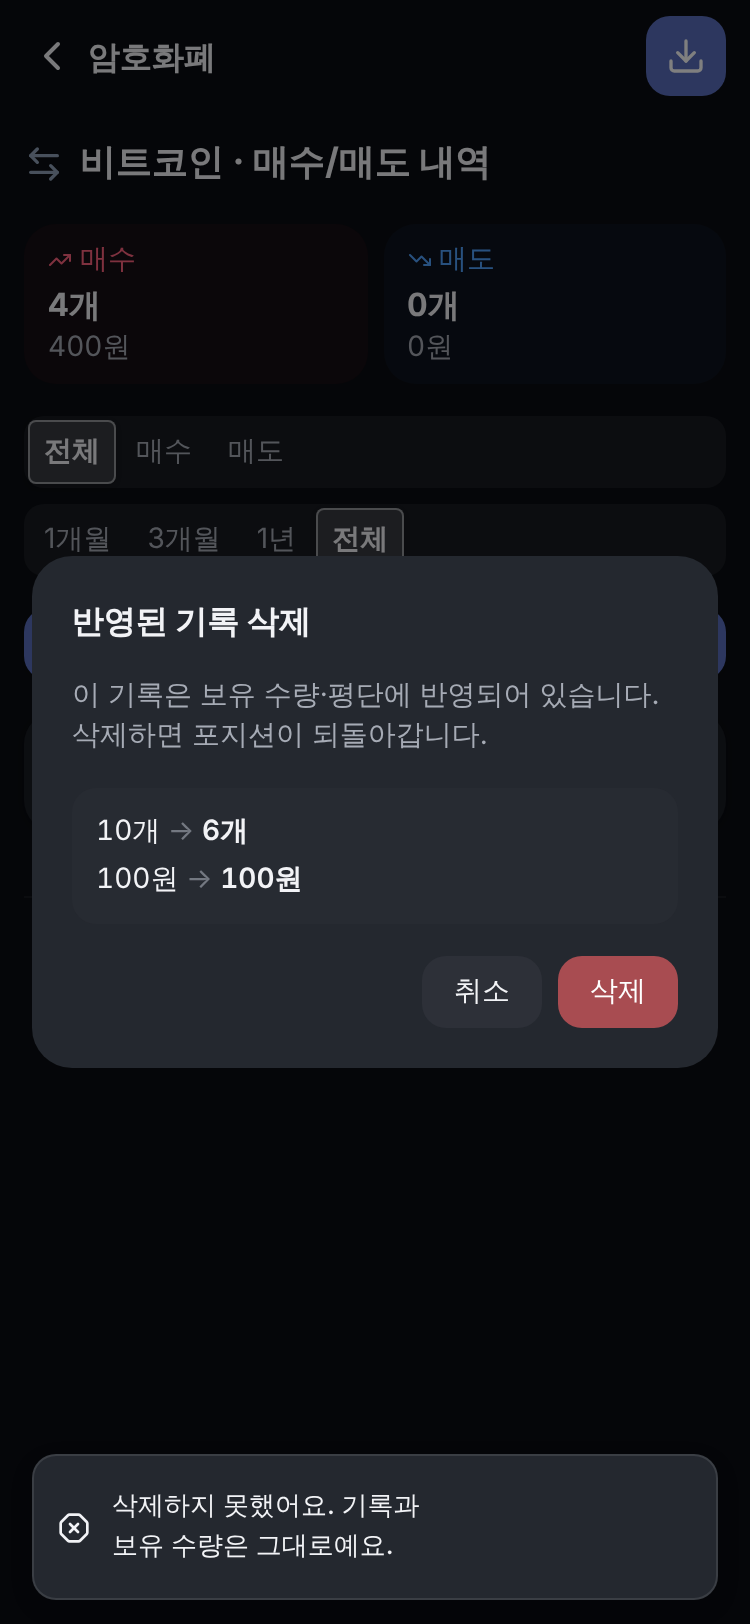 암호화폐
비트코인 · 매수/매도 내역
매수
4개
400원
매도
0개
0원
전체 매수 매도
1개월 3개월 1년 전체
반영된 기록 삭제
이 기록은 보유 수량·평단에 반영되어 있습니다.
삭제하면 포지션이 되돌아갑니다.
10개 → 6개
100원 → 100원
취소 삭제
삭제하지 못했어요. 기록과
보유 수량은 그대로예요.